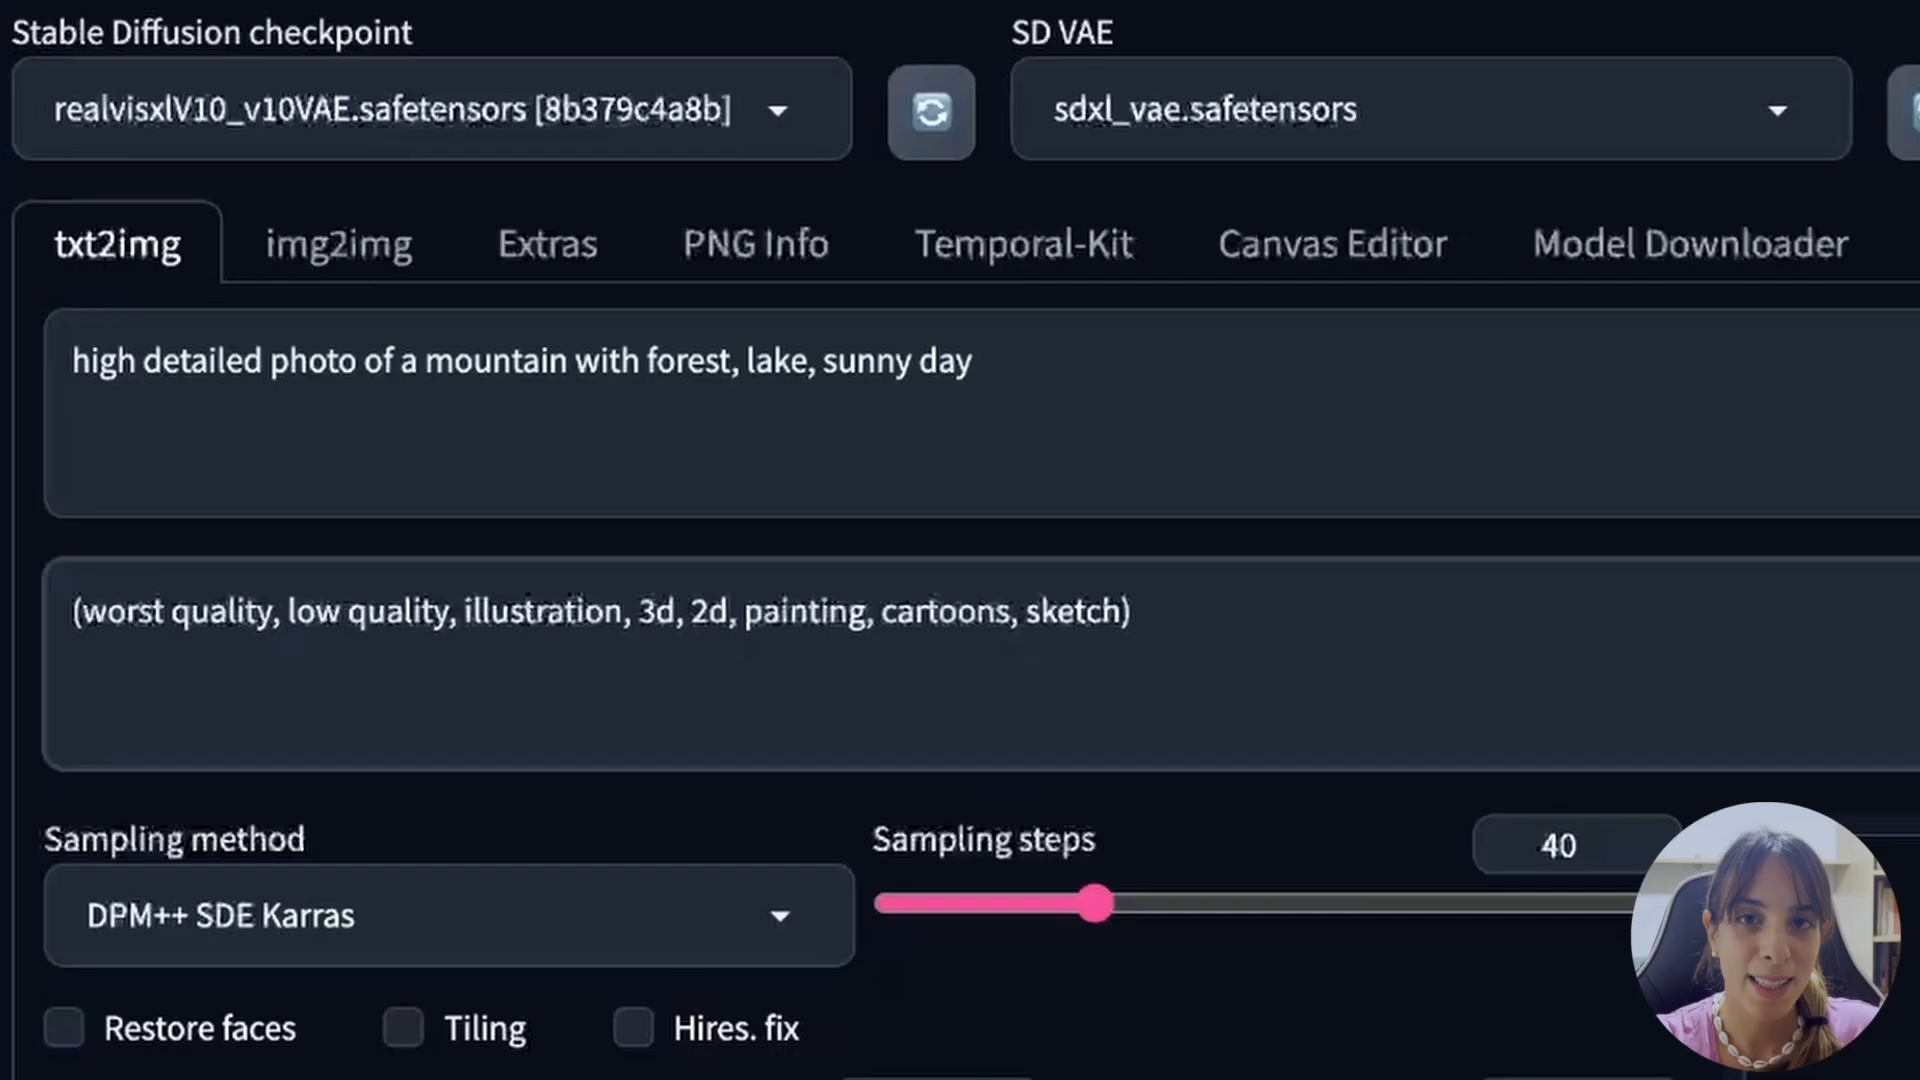 Stable Diffusion checkpoint
SD VAE
realvisxlV10_v10VAE.safetensors [8b379c4a8b]
sdxl_vae.safetensors
txt2img
img2img
Extras
PNG Info
Temporal-Kit
Canvas Editor
Model Downloader
high detailed photo of a mountain with forest, lake, sunny day
(worst quality, low quality, illustration, 3d, 2d, painting, cartoons, sketch)
Sampling method
Sampling steps
40
DPM++ SDE Karras
Restore faces
Tiling
Hires. fix